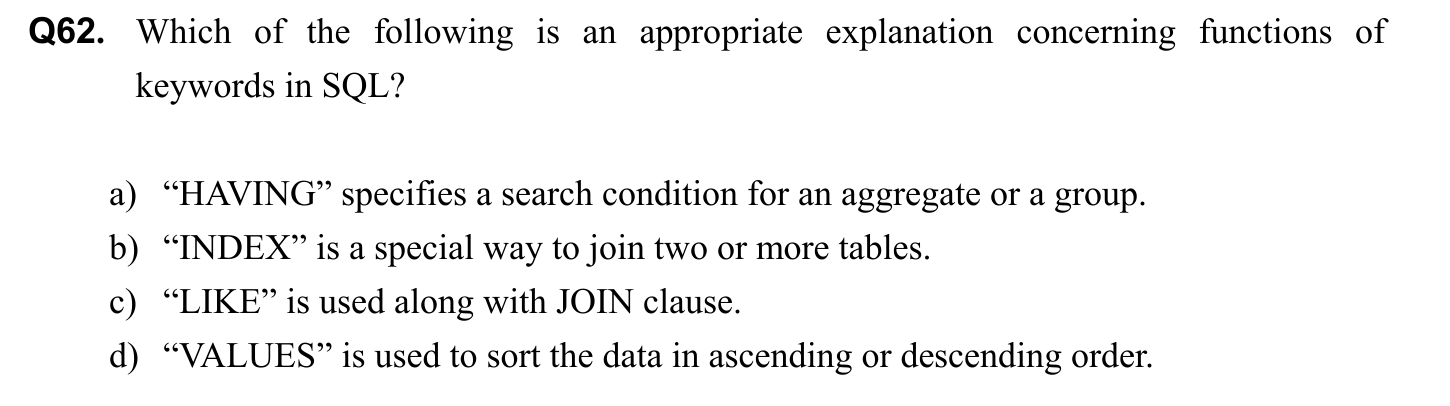 Q62. Which of the following is an appropriate explanation concerning functions of
keywords in SQL?
a) “HAVING” specifies a search condition for an aggregate or a group.
b) “INDEX” is a special way to join two or more tables.
c) “LIKE” is used along with JOIN clause.
d) “VALUES” is used to sort the data in ascending or descending order.